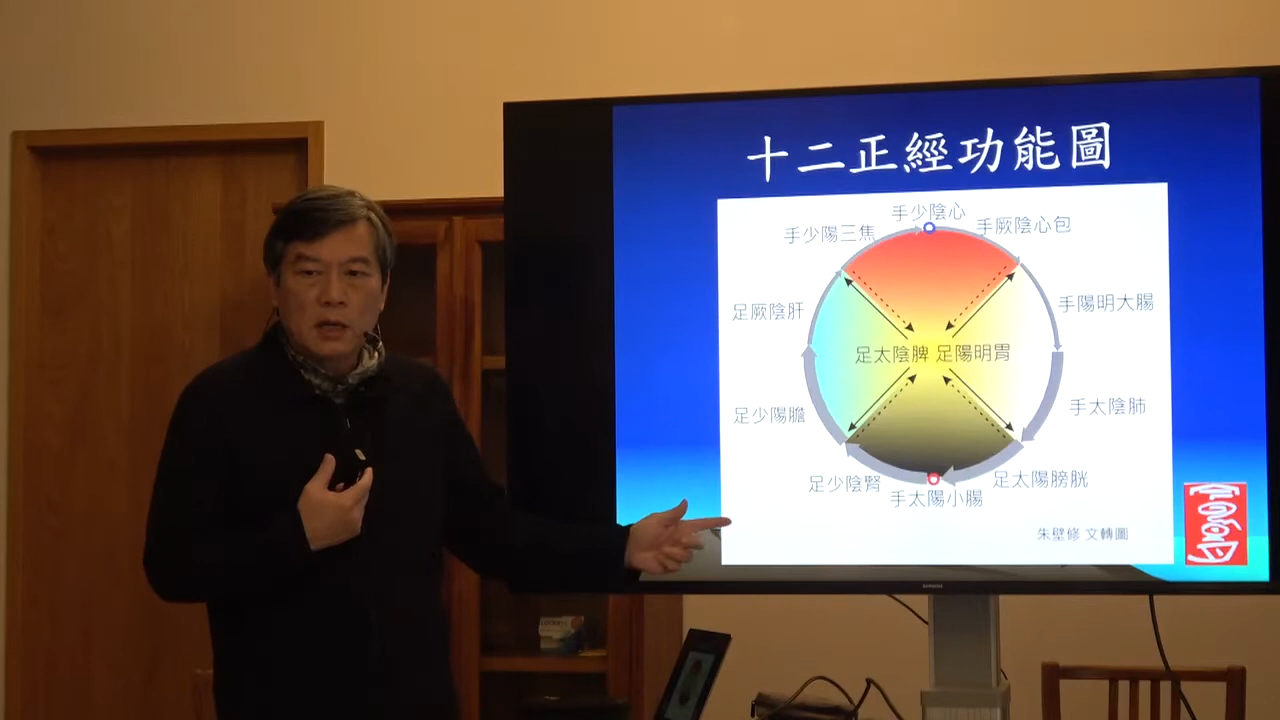 十二正經功能圖
手少陰心
手少陽三焦
手厥陰心包
足厥陰肝
手陽明大腸
足太陰脾 足陽明胃
足少陽膽
手太陰肺
足少陰腎
足太陽膀胱
手太陽小腸
朱壁修 文轉圖
SAMSUNG